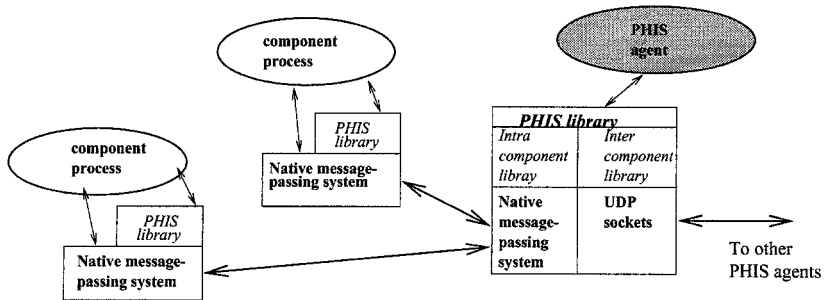 component
process
PHIS
library
Native message-
passing system
component
process
PHIS
library
Native message-
passing system
PHIS
agent
PHIS library
Intra
component
libray
Inter
component
library
Native
message-
passing
system
UDP
sockets
To other
PHIS agents